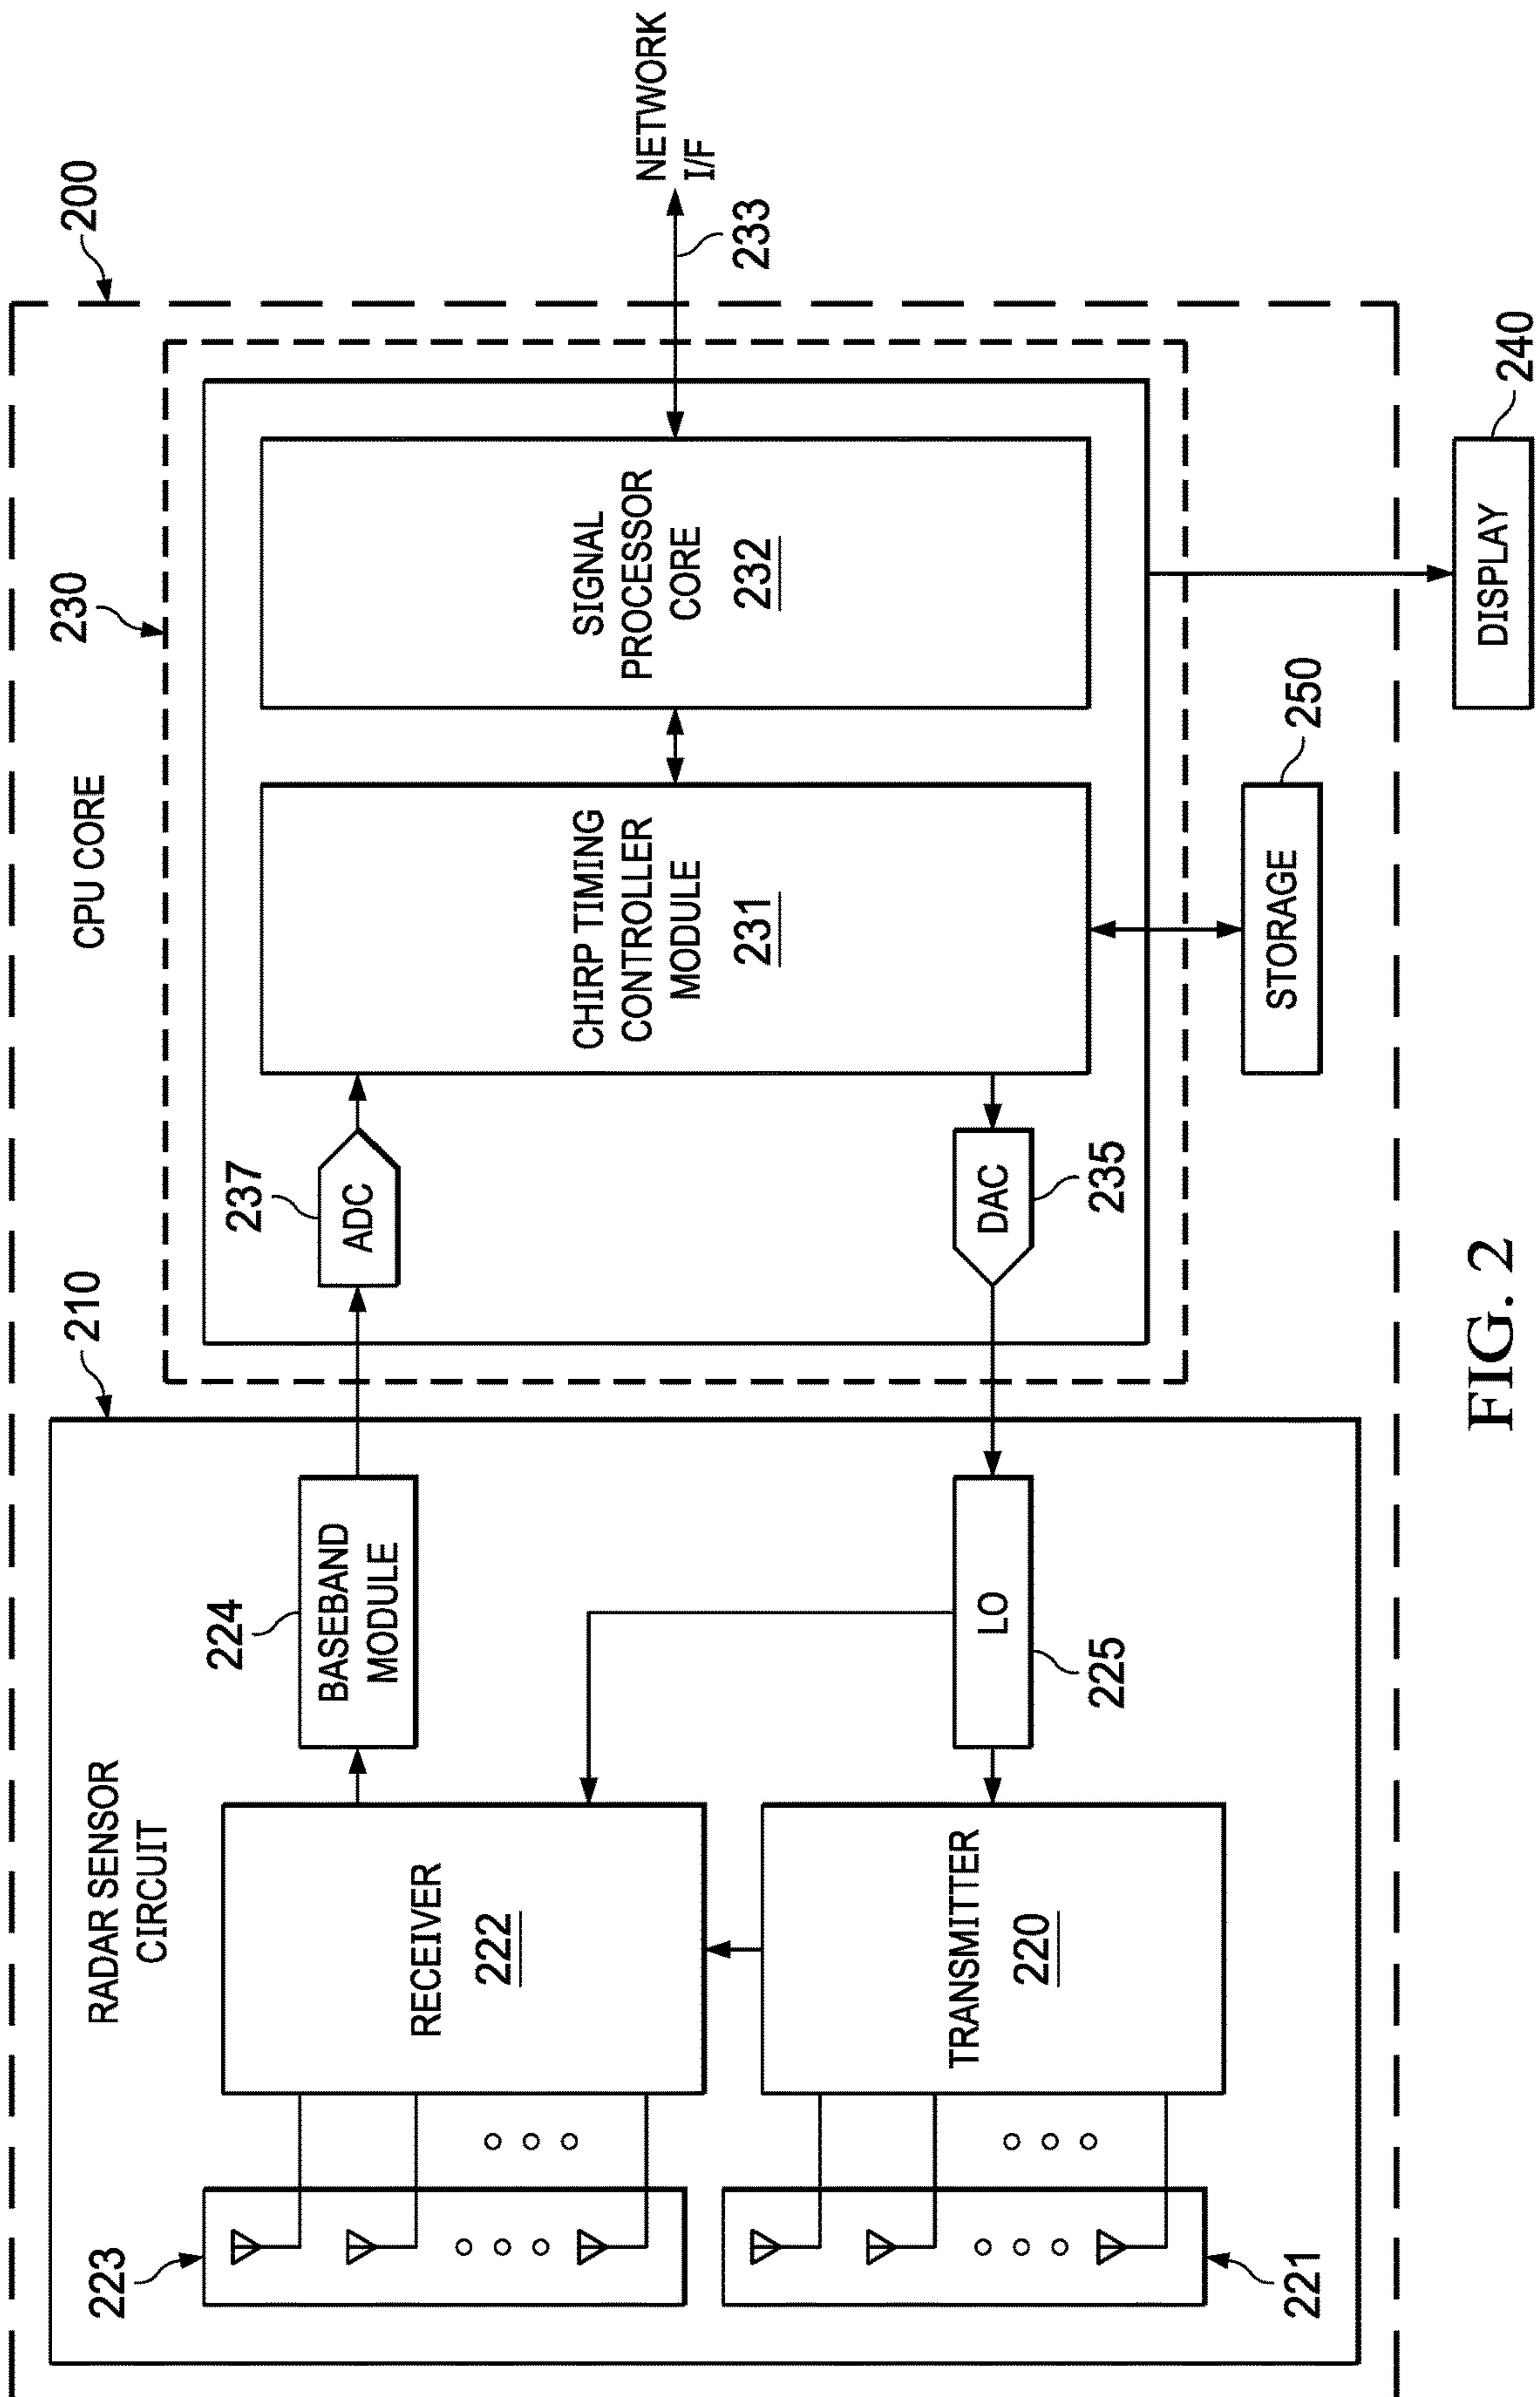 200
RADAR SENSOR
CIRCUIT
210
CPU CORE
230
223
RECEIVER
222
224
BASEBAND
MODULE
237
ADC
CHIRP TIMING
CONTROLLER
MODULE
231
SIGNAL
PROCESSOR
CORE
232
NETWORK
I/F
233
TRANSMITTER
220
LO
225
DAC
235
221
STORAGE
250
DISPLAY
240
FIG. 2